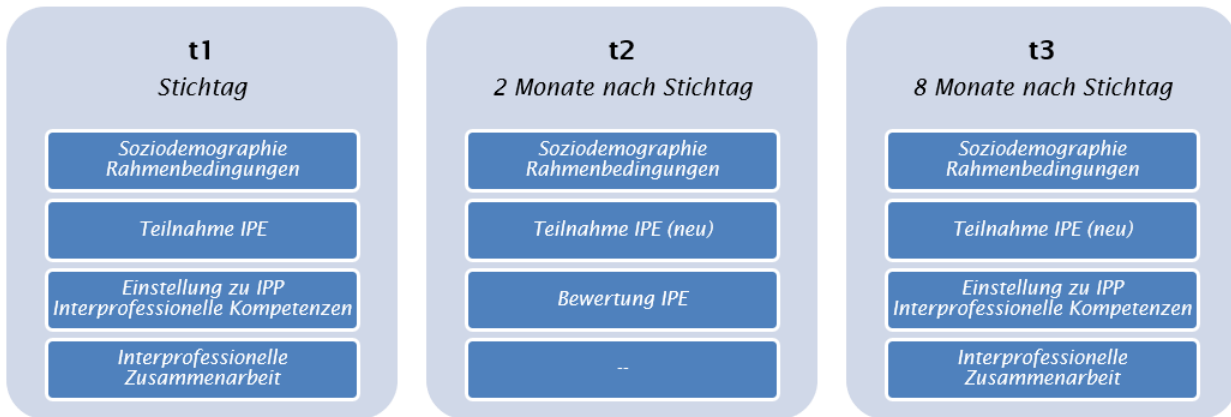 t1
Stichtag
Soziodemographie
Rahmenbedingungen
Teilnahme IPE
Einstellung zu IPP
Interprofessionelle Kompetenzen
Interprofessionelle
Zusammenarbeit
t2
2 Monate nach Stichtag
Soziodemographie
Rahmenbedingungen
Teilnahme IPE (neu)
Bewertung IPE
--
t3
8 Monate nach Stichtag
Soziodemographie
Rahmenbedingungen
Teilnahme IPE (neu)
Einstellung zu IPP
Interprofessionelle Kompetenzen
Interprofessionelle
Zusammenarbeit